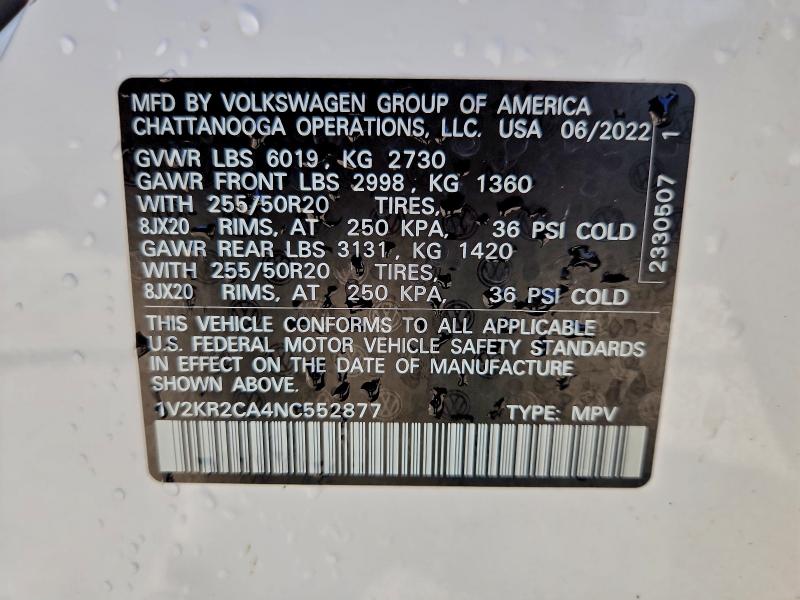 MFD BY VOLKSWAGEN GROUP OF AMERICA
CHATTANOOGA OPERATIONS, LLC. USA 06/2022
GVWR LBS 6019, KG 2730
GAWR FRONT LBS 2998, KG 1360
WITH 255/50R20 TIRES,
8JX20 RIMS, AT 250 KPA, 36 PSI COLD
GAWR REAR LBS 3131, KG 1420
WITH 255/50R20 TIRES,
8JX20 RIMS, AT 250 KPA, 36 PSI COLD
THIS VEHICLE CONFORMS TO ALL APPLICABLE
U.S. FEDERAL MOTOR VEHICLE SAFETY STANDARDS
IN EFFECT ON THE DATE OF MANUFACTURE
SHOWN ABOVE.
1V2KR2CA4NC552877 TYPE: MPV
2330507 1